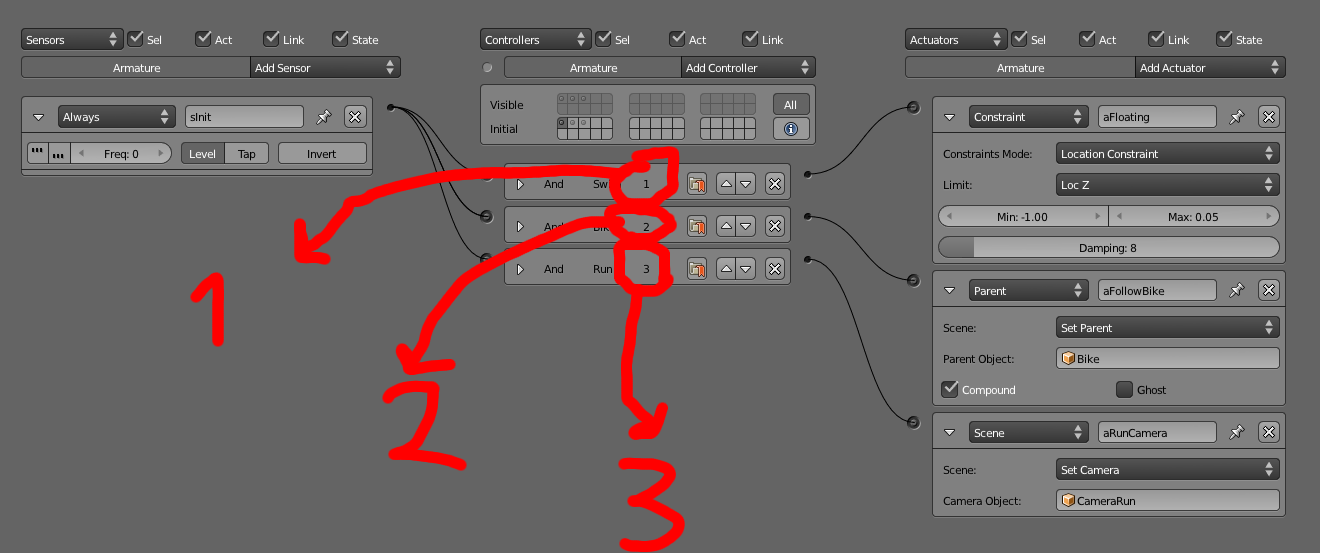 Sensors Sel Act Link State
Armature Add Sensor
Always sInit
Freq: 0 Level Tap Invert
Controllers Sel Act Link
Armature Add Controller
Visible All
Initial
And 1
2
And Run 3
Actuators Sel Act Link State
Armature Add Actuator
Constraint aFloating
Constraints Mode: Location Constraint
Limit: Loc Z
Min: -1.00 Max: 0.05
Damping: 8
Parent aFollowBike
Scene: Set Parent
Parent Object: Bike
Compound Ghost
Scene aRunCamera
Scene: Set Camera
Camera Object: CameraRun
1
2
3